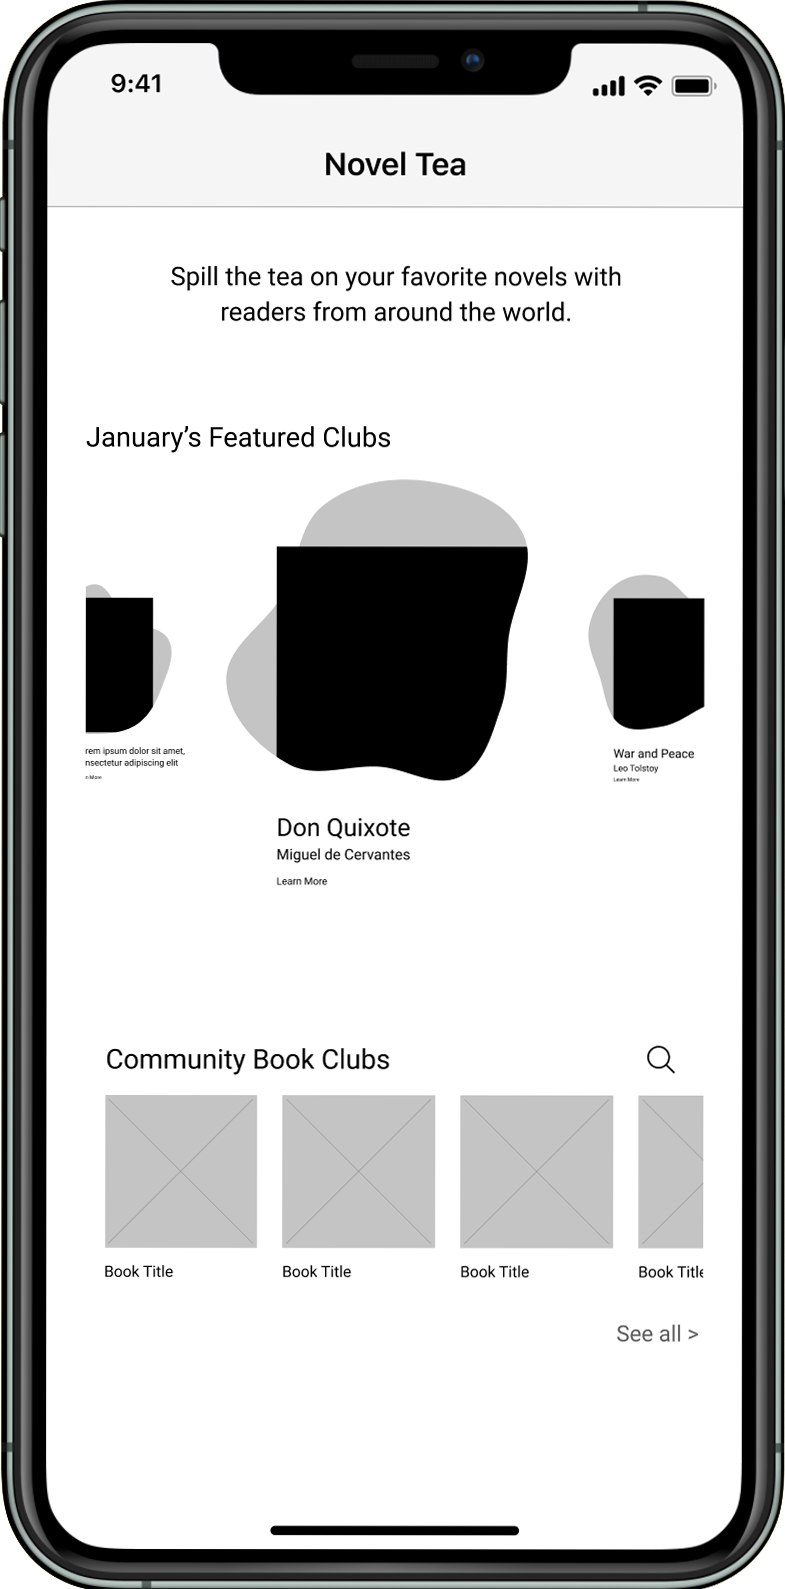 9:41
Novel Tea
Spill the tea on your favorite novels with
readers from around the world.
January’s Featured Clubs
rem ipsum dolor sit amet,
nsectetur adipiscing elit
n More
Don Quixote
Miguel de Cervantes
Learn More
War and Peace
Leo Tolstoy
Learn More
Community Book Clubs
Book Title
Book Title
Book Title
Book Title
See all >